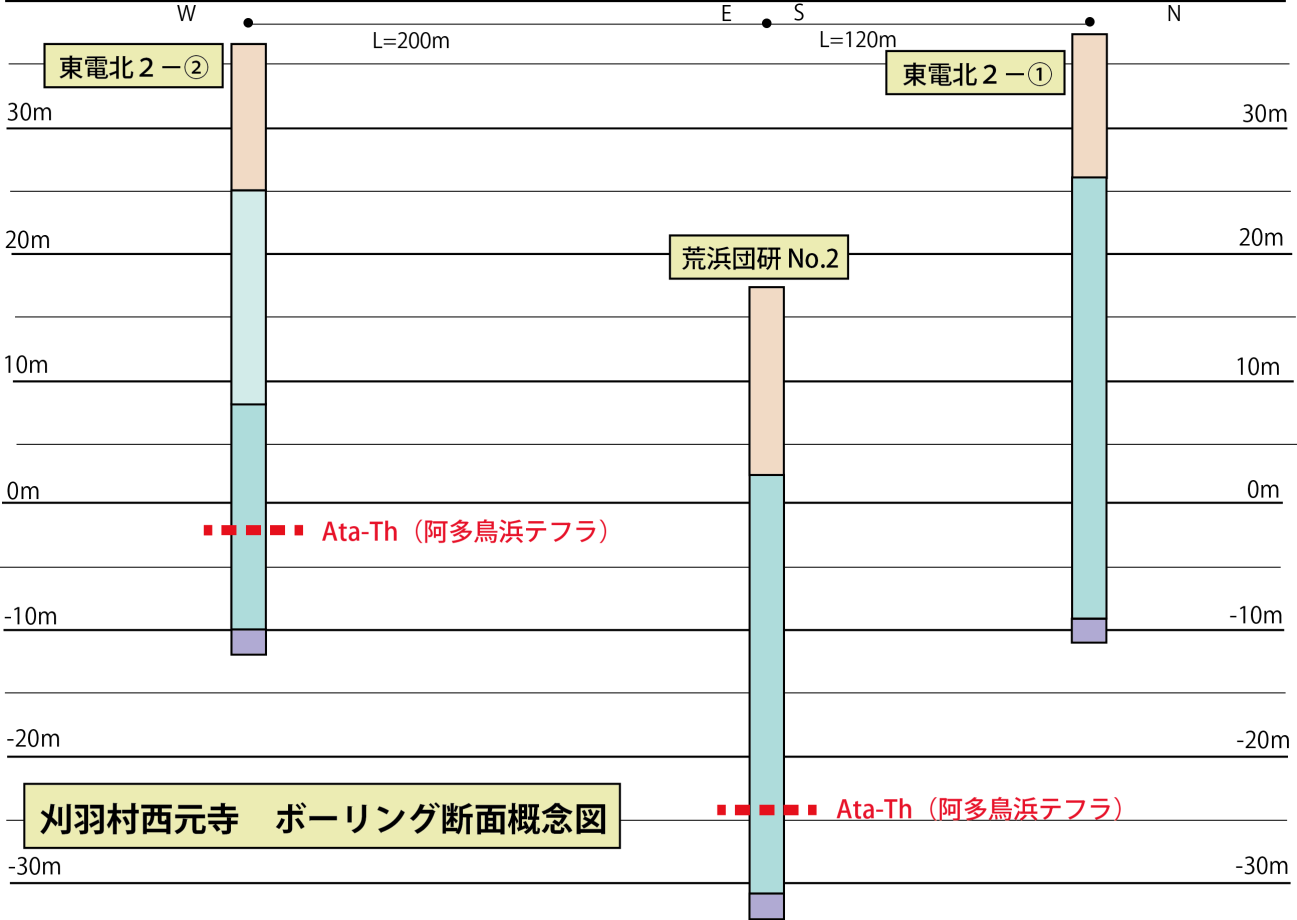 W E S N
L=200m L=120m
東電北２－② 東電北２－①
30m 30m
20m 20m
荒浜団研 No.2
10m 10m
0m 0m
Ata-Th（阿多鳥浜テフラ）
-10m -10m
-20m -20m
刈羽村西元寺　ボーリング断面概念図
Ata-Th（阿多鳥浜テフラ）
-30m -30m